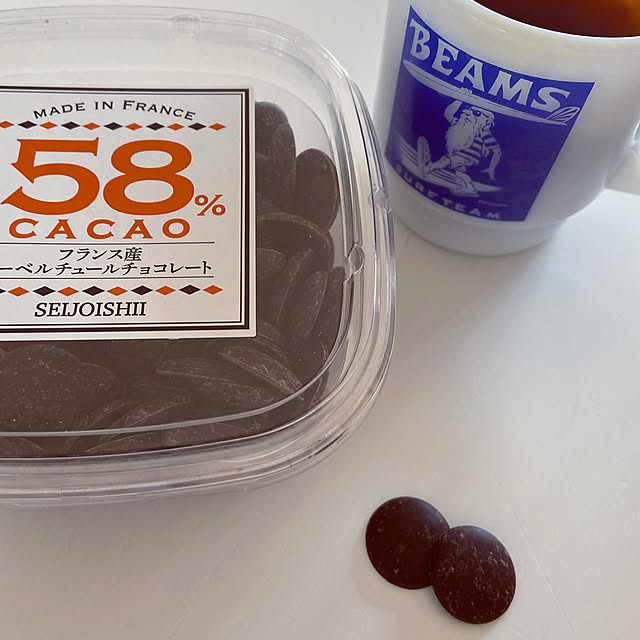 MADE IN FRANCE
58%
CACAO
フランス産
ーベルチュールチョコレート
SEIJOISHII
BEAMS
SURFTEAM